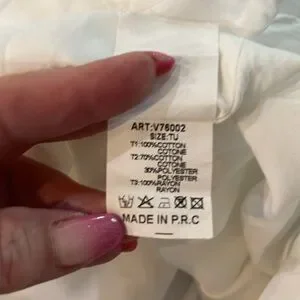 ART:V76002
SIZE:TU
T1:100%COTTON
COTONE
T2:70%COTTON
COTONE
30%POLYESTER
POLYESTER
T3:100%RAYON
RAYON
MADE IN P.R.C